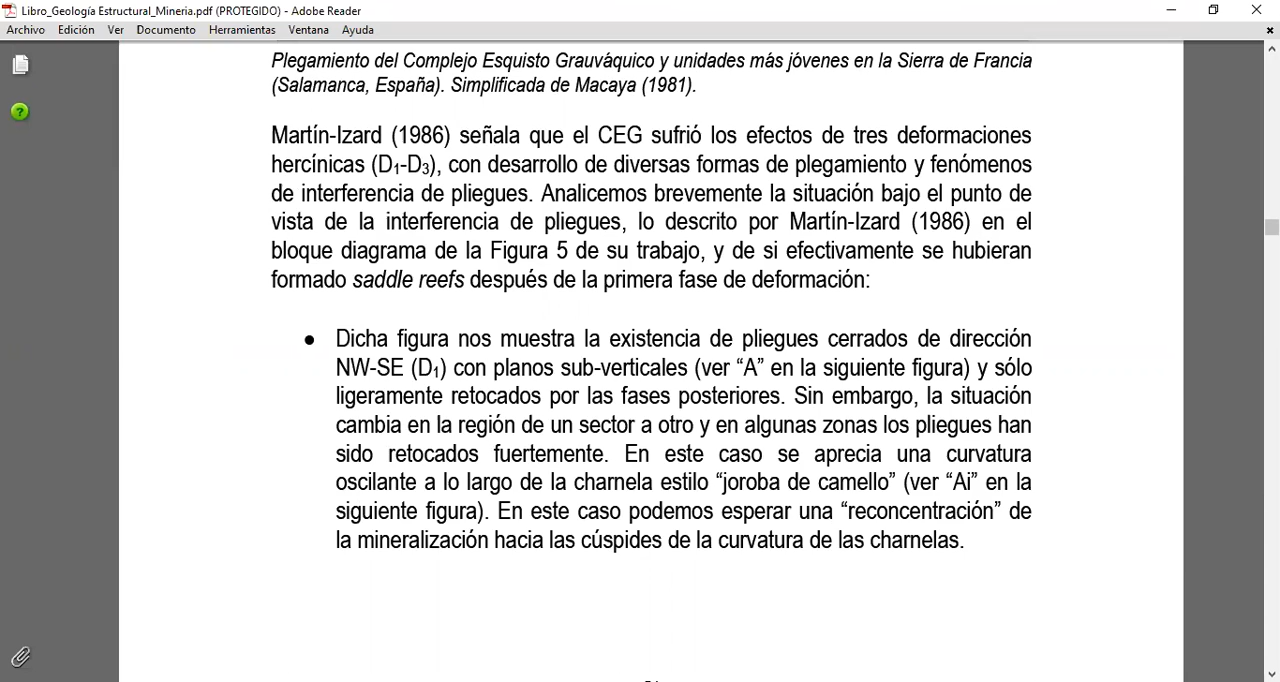 Libro_Geología Estructural_Mineria.pdf (PROTEGIDO) - Adobe Reader
Archivo Edición Ver Documento Herramientas Ventana Ayuda
Plegamiento del Complejo Esquisto Grauváquico y unidades más jóvenes en la Sierra de Francia
(Salamanca, España). Simplificada de Macaya (1981).
Martín-Izard (1986) señala que el CEG sufrió los efectos de tres deformaciones
hercínicas (D₁-D₃), con desarrollo de diversas formas de plegamiento y fenómenos
de interferencia de pliegues. Analicemos brevemente la situación bajo el punto de
vista de la interferencia de pliegues, lo descrito por Martín-Izard (1986) en el
bloque diagrama de la Figura 5 de su trabajo, y de si efectivamente se hubieran
formado saddle reefs después de la primera fase de deformación:
● Dicha figura nos muestra la existencia de pliegues cerrados de dirección
NW-SE (D₁) con planos sub-verticales (ver “A” en la siguiente figura) y sólo
ligeramente retocados por las fases posteriores. Sin embargo, la situación
cambia en la región de un sector a otro y en algunas zonas los pliegues han
sido retocados fuertemente. En este caso se aprecia una curvatura
oscilante a lo largo de la charnela estilo “joroba de camello” (ver “Ai” en la
siguiente figura). En este caso podemos esperar una “reconcentración” de
la mineralización hacia las cúspides de la curvatura de las charnelas.